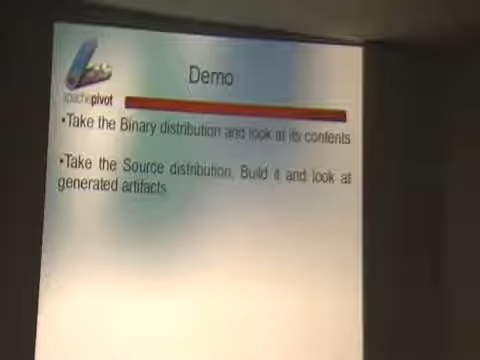 Demo
apachepivot
•Take the Binary distribution and look at its contents
•Take the Source distribution, Build it and look at
generated artifacts